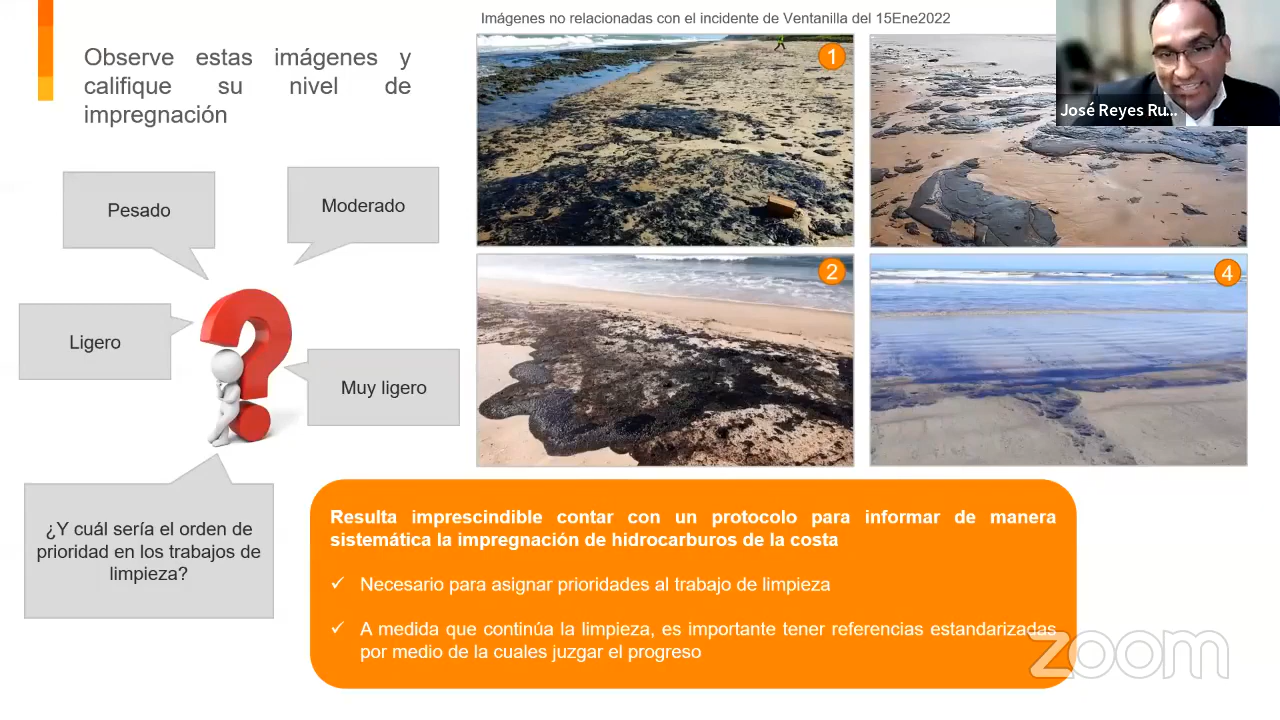 Imágenes no relacionadas con el incidente de Ventanilla del 15Ene2022
Observe estas imágenes y
califique su nivel de
impregnación
Pesado
Moderado
Ligero
Muy ligero
¿Y cuál sería el orden de
prioridad en los trabajos de
limpieza?
1
José Reyes Ru...
2
4
Resulta imprescindible contar con un protocolo para informar de manera
sistemática la impregnación de hidrocarburos de la costa
✓ Necesario para asignar prioridades al trabajo de limpieza
✓ A medida que continúa la limpieza, es importante tener referencias estandarizadas
por medio de la cuales juzgar el progreso
zoom